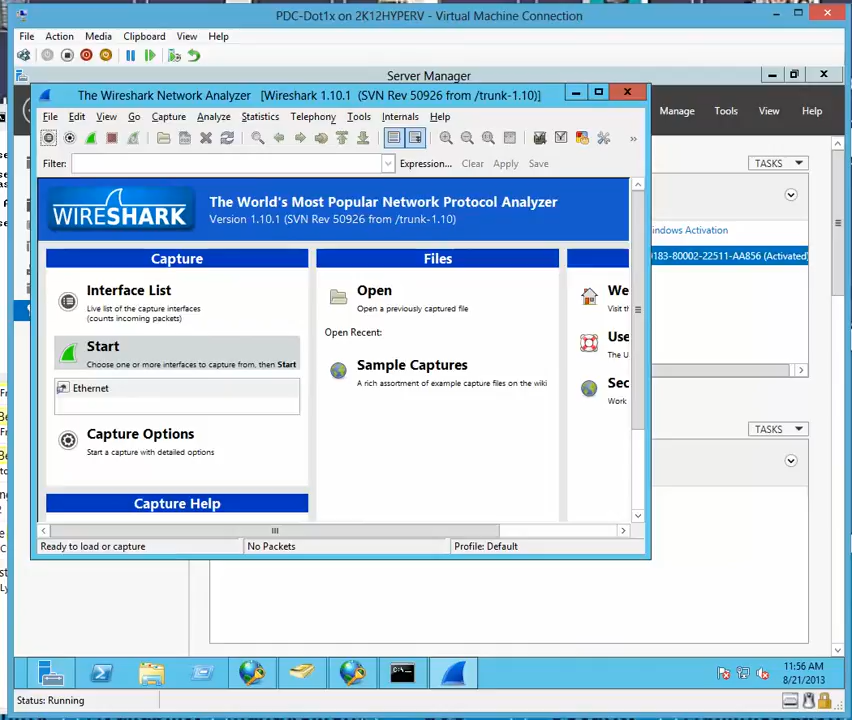 PDC-Dot1x on 2K12HYPERV - Virtual Machine Connection
File Action Media Clipboard View Help
Server Manager
The Wireshark Network Analyzer [Wireshark 1.10.1 (SVN Rev 50926 from /trunk-1.10)]
Manage Tools View Help
File Edit View Go Capture Analyze Statistics Telephony Tools Internals Help
Filter: Expression... Clear Apply Save
TASKS
WIRESHARK
The World's Most Popular Network Protocol Analyzer
Version 1.10.1 (SVN Rev 50926 from /trunk-1.10)
indows Activation
183-80002-22511-AA856 (Activated)
Capture
Files
Interface List
Live list of the capture interfaces
(counts incoming packets)
Open
Open a previously captured file
We
Visit th
Start
Choose one or more interfaces to capture from, then Start
Open Recent:
Use
The U
Sample Captures
A rich assortment of example capture files on the wiki
Sec
Work
Ethernet
Capture Options
Start a capture with detailed options
TASKS
Capture Help
Ready to load or capture
No Packets
Profile: Default
11:56 AM
8/21/2013
Status: Running